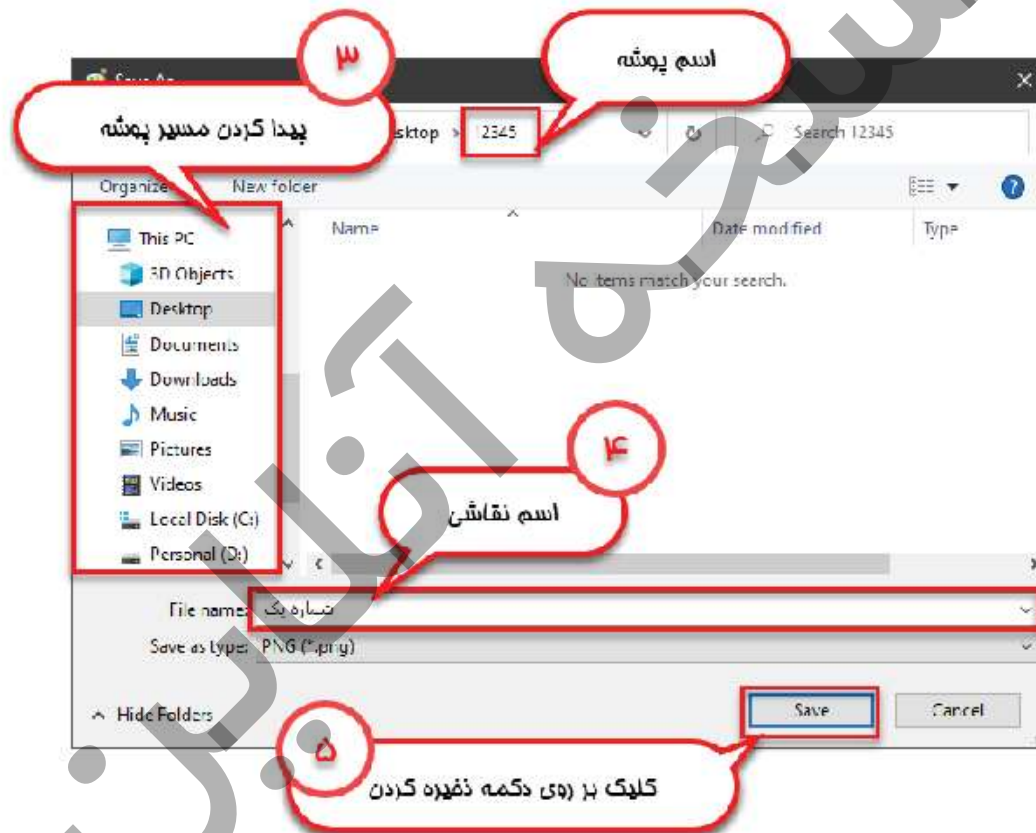 ۳
اسم پوشه
Save As
پیدا کردن مسیر پوشه
sktop > 12345
Search 12345
Organize
New folder
Name
Date modified
Type
This PC
No items match your search.
3D Objects
Desktop
Documents
Downloads
Music
Pictures
Videos
Local Disk (C:)
Personal (D:)
۴
اسم نقاشی
File name: شماره یک
Save as type: PNG (*.png)
Hide Folders
Save
Cancel
۵
کلیک بر روی دکمه ذخیره کردن